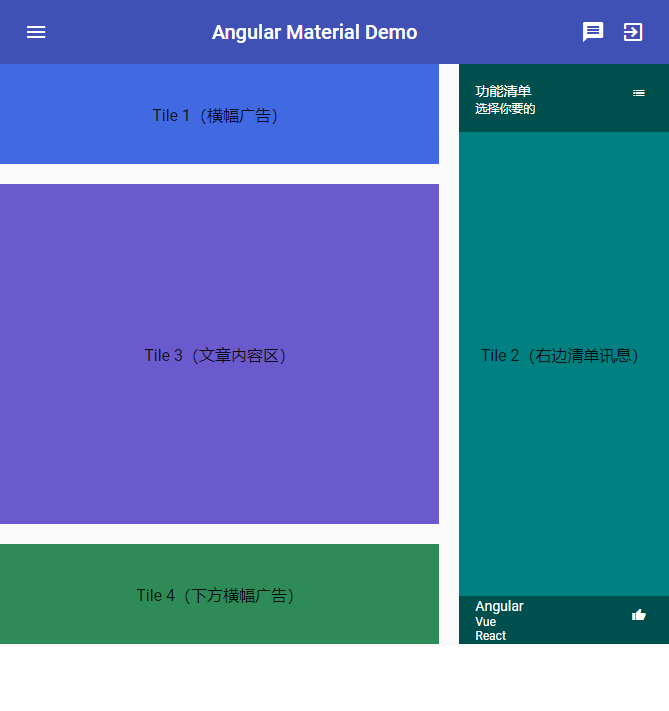 Angular Material Demo
Tile 1（横幅广告）
功能清单
选择你要的
Tile 3（文章内容区）
Tile 2（右边清单讯息）
Tile 4（下方横幅广告）
Angular
Vue
React